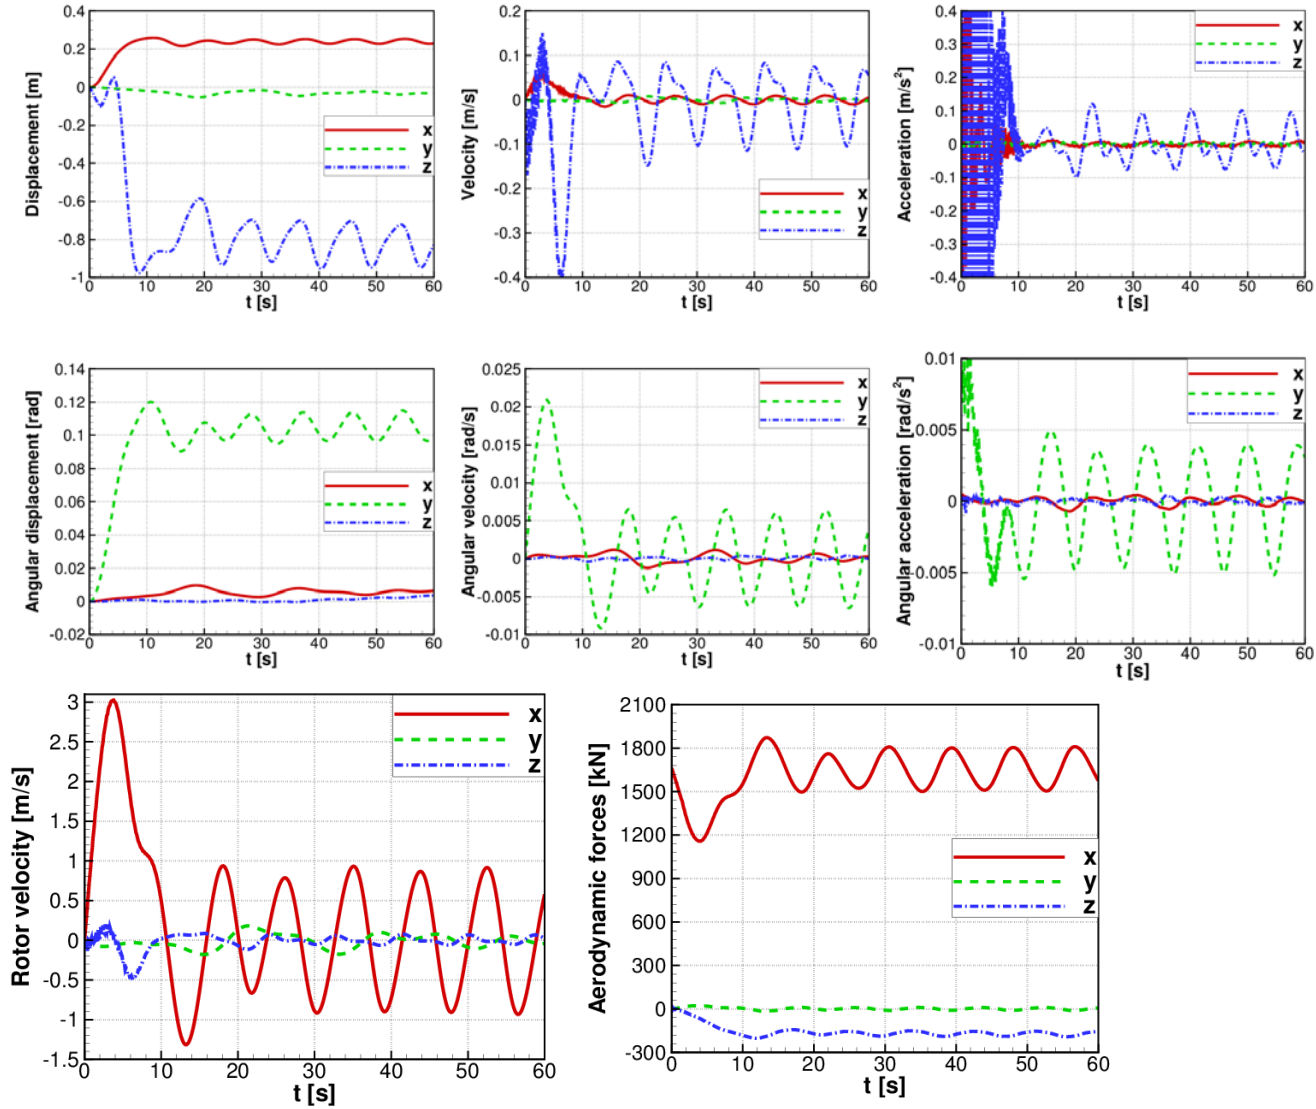 Displacement [m]
0.4
0.2
0
-0.2
-0.4
-0.6
-0.8
-1
x
y
z
0 10 20 30 40 50 60
t [s]
Velocity [m/s]
0.2
0.1
0
-0.1
-0.2
-0.3
-0.4
x
y
z
0 10 20 30 40 50 60
t [s]
Acceleration [m/s²]
0.4
0.3
0.2
0.1
0
-0.1
-0.2
-0.3
-0.4
x
y
z
0 10 20 30 40 50 60
t [s]
Angular displacement [rad]
0.14
0.12
0.1
0.08
0.06
0.04
0.02
0
-0.02
x
y
z
0 10 20 30 40 50 60
t [s]
Angular velocity [rad/s]
0.025
0.02
0.015
0.01
0.005
0
-0.005
-0.01
x
y
z
0 10 20 30 40 50 60
t [s]
Angular acceleration [rad/s²]
0.01
0.005
0
-0.005
-0.01
x
y
z
0 10 20 30 40 50 60
t [s]
Rotor velocity [m/s]
3
2.5
2
1.5
1
0.5
0
-0.5
-1
-1.5
x
y
z
0 10 20 30 40 50 60
t [s]
Aerodynamic forces [kN]
2100
1800
1500
1200
900
600
300
0
-300
x
y
z
0 10 20 30 40 50 60
t [s]